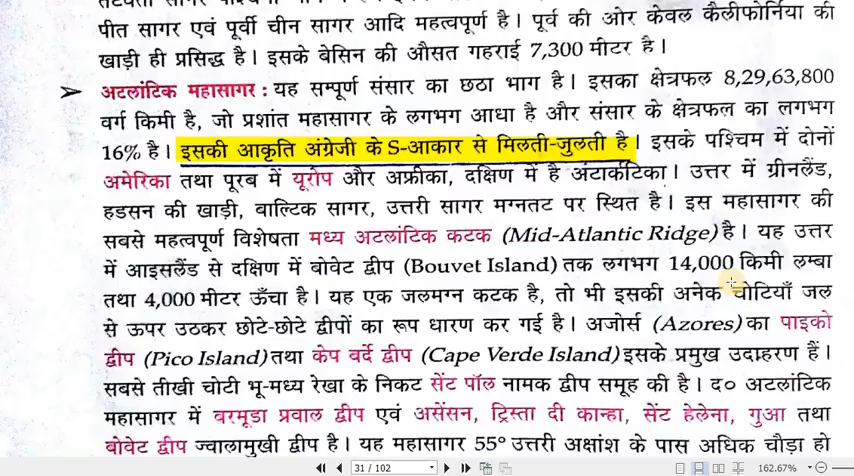 पीत सागर एवं पूर्वी चीन सागर आदि महत्वपूर्ण है। पूर्व की ओर केवल कैलीफोर्निया की
खाड़ी ही प्रसिद्ध है। इसके बेसिन की औसत गहराई 7,300 मीटर है।
➤ अटलांटिक महासागर : यह सम्पूर्ण संसार का छठा भाग है। इसका क्षेत्रफल 8,29,63,800
वर्ग किमी है, जो प्रशांत महासागर के लगभग आधा है और संसार के क्षेत्रफल का लगभग
16% है। इसकी आकृति अंग्रेजी के S-आकार से मिलती-जुलती है। इसके पश्चिम में दोनों
अमेरिका तथा पूरब में यूरोप और अफ्रीका, दक्षिण में है अंटार्कटिका। उत्तर में ग्रीनलैंड,
हडसन की खाड़ी, बाल्टिक सागर, उत्तरी सागर मग्नतट पर स्थित है। इस महासागर की
सबसे महत्वपूर्ण विशेषता मध्य अटलांटिक कटक (Mid-Atlantic Ridge) है। यह उत्तर
में आइसलैंड से दक्षिण में बोवेट द्वीप (Bouvet Island) तक लगभग 14,000 किमी लम्बा
तथा 4,000 मीटर ऊँचा है। यह एक जलमग्न कटक है, तो भी इसकी अनेक चोटियाँ जल
से ऊपर उठकर छोटे-छोटे द्वीपों का रूप धारण कर गई है। अजोर्स (Azores) का पाइको
द्वीप (Pico Island) तथा केप वर्दे द्वीप (Cape Verde Island) इसके प्रमुख उदाहरण हैं।
सबसे तीखी चोटी भू-मध्य रेखा के निकट सेंट पॉल नामक द्वीप समूह की है। द० अटलांटिक
महासागर में बरमूडा प्रवाल द्वीप एवं असेंसन, ट्रिस्ता दी कान्हा, सेंट हेलेना, गुआ तथा
बोवेट द्वीप ज्वालामुखी द्वीप है। यह महासागर 55° उत्तरी अक्षांश के पास अधिक चौड़ा हो
31 / 102 162.67%